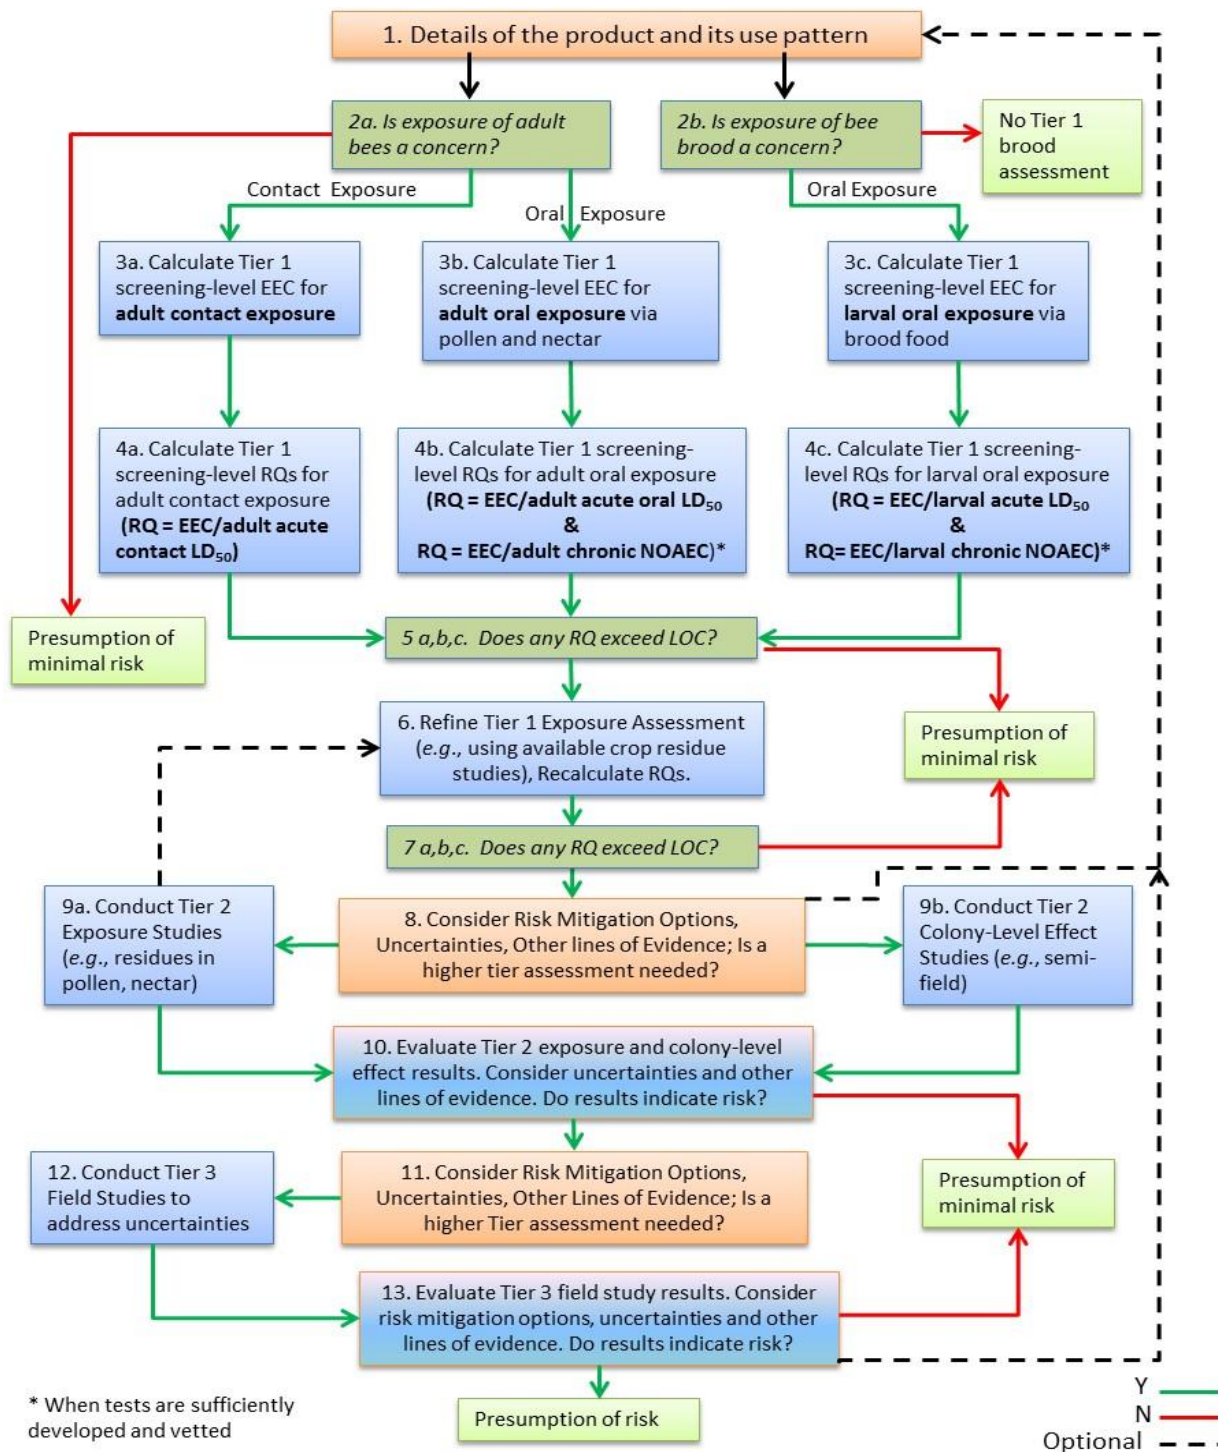 1. Details of the product and its use pattern
2a. Is exposure of adult
bees a concern?
2b. Is exposure of bee
brood a concern?
No Tier 1
brood
assessment
Contact Exposure
Oral Exposure
Oral Exposure
3a. Calculate Tier 1
screening-level EEC for
adult contact exposure
3b. Calculate Tier 1
screening-level EEC for
adult oral exposure via
pollen and nectar
3c. Calculate Tier 1
screening-level EEC for
larval oral exposure via
brood food
4a. Calculate Tier 1
screening-level RQs for
adult contact exposure
(RQ = EEC/adult acute
contact LD50)
4b. Calculate Tier 1 screening-
level RQs for adult oral exposure
(RQ = EEC/adult acute oral LD50
&
RQ = EEC/adult chronic NOAEC)*
4c. Calculate Tier 1 screening-
level RQs for larval oral exposure
(RQ = EEC/larval acute LD50
&
RQ= EEC/larval chronic NOAEC)*
Presumption of
minimal risk
5 a,b,c. Does any RQ exceed LOC?
6. Refine Tier 1 Exposure Assessment
(e.g., using available crop residue
studies), Recalculate RQs.
Presumption of
minimal risk
7 a,b,c. Does any RQ exceed LOC?
9a. Conduct Tier 2
Exposure Studies
(e.g., residues in
pollen, nectar)
8. Consider Risk Mitigation Options,
Uncertainties, Other lines of Evidence; Is a
higher tier assessment needed?
9b. Conduct Tier 2
Colony-Level Effect
Studies (e.g., semi-
field)
10. Evaluate Tier 2 exposure and colony-level
effect results. Consider uncertainties and other
lines of evidence. Do results indicate risk?
12. Conduct Tier 3
Field Studies to
address uncertainties
11. Consider Risk Mitigation Options,
Uncertainties, Other Lines of Evidence; Is a
higher Tier assessment needed?
Presumption of
minimal risk
13. Evaluate Tier 3 field study results. Consider
risk mitigation options, uncertainties and other
lines of evidence. Do results indicate risk?
* When tests are sufficiently
developed and vetted
Presumption of risk
Y
N
Optional